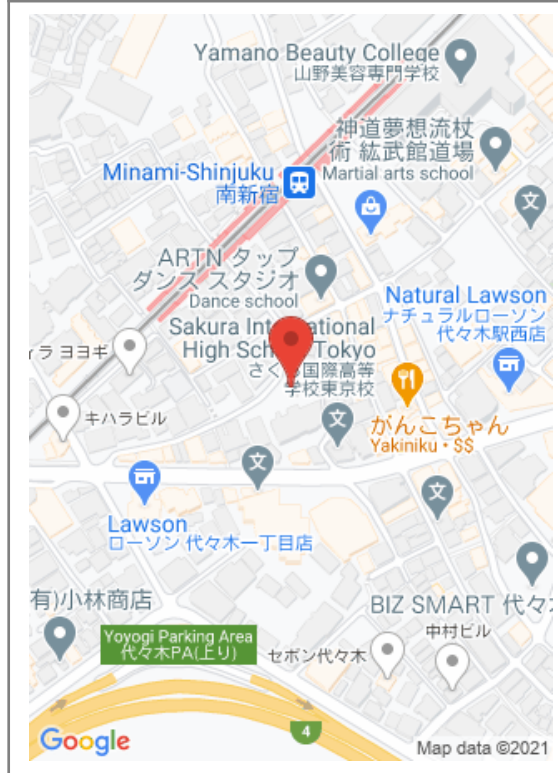 Yamano Beauty College
山野美容専門学校
神道夢想流杖
術 紘武館道場
Martial arts school
Minami-Shinjuku
南新宿
文
ARTN タップ
ダンス スタジオ
Dance school
Natural Lawson
ナチュラルローソン
代々木駅西店
Sakura International
High School Tokyo
さくら国際高等
学校東京校
ィラ ヨヨギ
キハラビル
がんこちゃん
Yakiniku • $$
文
文
文
Lawson
ローソン 代々木一丁目店
有)小林商店
BIZ SMART 代々
中村ビル
Yoyogi Parking Area
代々木PA(上り)
セボン代々木
4
Google
Map data ©2021